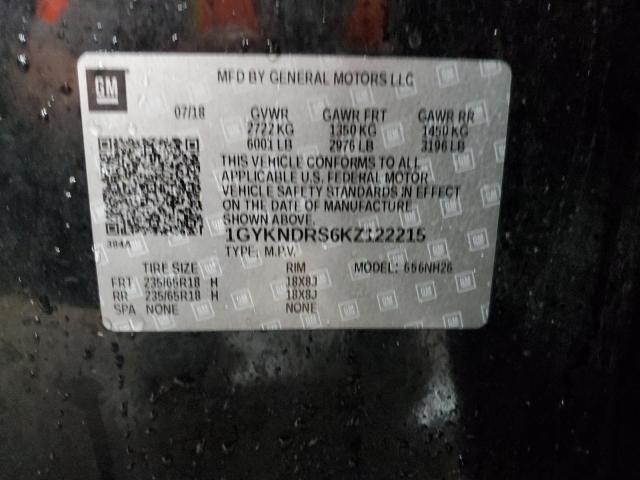 GM
MFD BY GENERAL MOTORS LLC
07/18 GVWR GAWR FRT GAWR RR
2722 KG 1350 KG 1450 KG
6001 LB 2976 LB 3196 LB
THIS VEHICLE CONFORMS TO ALL
APPLICABLE U.S. FEDERAL MOTOR
VEHICLE SAFETY STANDARDS IN EFFECT
ON THE DATE OF MANUFACTURE
SHOWN ABOVE.
384A 1GYKNDRS6KZ122215
TYPE: M.P.V.
TIRE SIZE RIM MODEL: 656NH26
FRT 235/65R18 H 18X8J
RR 235/65R18 H 18X8J
SPA NONE NONE